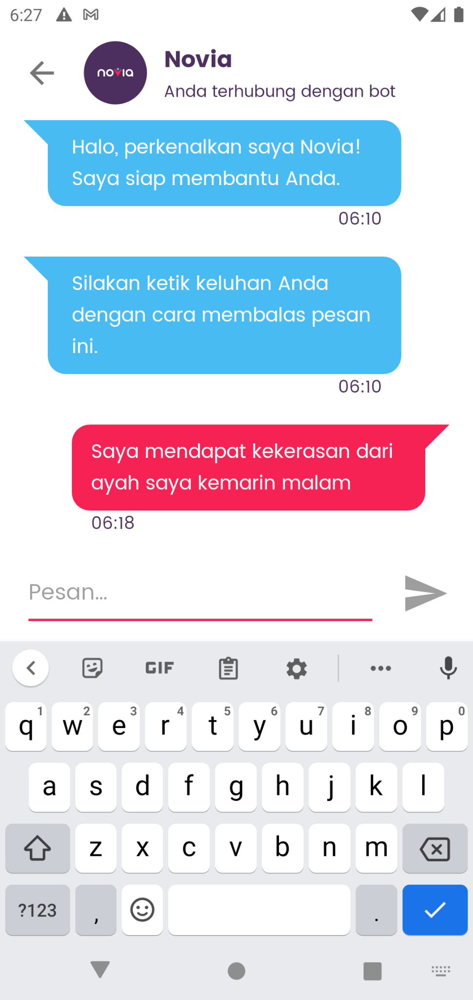 6:27
novia
Novia
Anda terhubung dengan bot
Halo, perkenalkan saya Novia!
Saya siap membantu Anda.
06:10
Silakan ketik keluhan Anda
dengan cara membalas pesan
ini.
06:10
Saya mendapat kekerasan dari
ayah saya kemarin malam
06:18
Pesan...
GIF
q 1 w 2 e 3 r 4 t 5 y 6 u 7 i 8 o 9 p 0
a s d f g h j k l
z x c v b n m
?123 , .